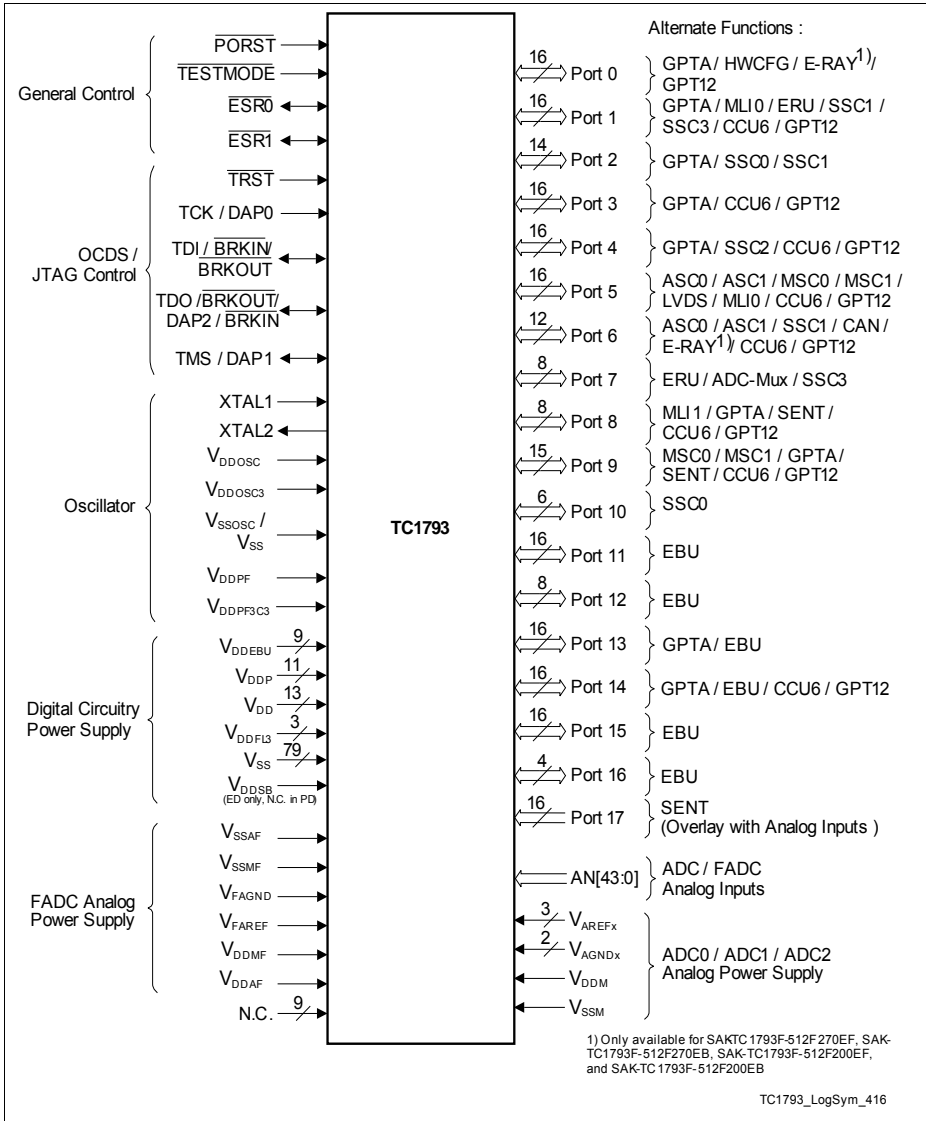 General Control
PORST
TESTMODE
ESR0
ESR1
OCDS /
JTAG Control
TRST
TCK / DAP0
TDI / BRKIN/
BRKOUT
TDO /BRKOUT/
DAP2 / BRKIN
TMS / DAP1
Oscillator
XTAL1
XTAL2
VDDOSC
VDDOSC3
VSSOSC /
VSS
VDDPF
VDDPF3C3
Digital Circuitry
Power Supply
VDDEBU 9
VDDP 11
VDD 13
VDDFL3 3
VSS 79
VDDSB
(ED only, N.C. in PD)
FADC Analog
Power Supply
VSSAF
VSSMF
VFAGND
VFAREF
VDDMF
VDDAF
N.C. 9
TC1793
Alternate Functions :
16 Port 0 GPTA / HWCFG / E-RAY1)/
GPT12
16 Port 1 GPTA / MLI0 / ERU / SSC1 /
SSC3 / CCU6 / GPT12
14 Port 2 GPTA / SSC0 / SSC1
16 Port 3 GPTA / CCU6 / GPT12
16 Port 4 GPTA / SSC2 / CCU6 / GPT12
16 Port 5 ASC0 / ASC1 / MSC0 / MSC1 /
LVDS / MLI0 / CCU6 / GPT12
12 Port 6 ASC0 / ASC1 / SSC1 / CAN /
E-RAY1)/ CCU6 / GPT12
8 Port 7 ERU / ADC-Mux / SSC3
8 Port 8 MLI1 / GPTA / SENT /
CCU6 / GPT12
15 Port 9 MSC0 / MSC1 / GPTA /
SENT / CCU6 / GPT12
6 Port 10 SSC0
16 Port 11 EBU
8 Port 12 EBU
16 Port 13 GPTA / EBU
16 Port 14 GPTA / EBU / CCU6 / GPT12
16 Port 15 EBU
4 Port 16 EBU
16 Port 17 SENT
(Overlay with Analog Inputs )
AN[43:0] ADC / FADC
Analog Inputs
3 VAREFx
2 VAGNDx
VDDM
VSSM
ADC0 / ADC1 / ADC2
Analog Power Supply
1) Only available for SAKTC1793F-512F270EF, SAK-
TC1793F-512F270EB, SAK-TC1793F-512F200EF,
and SAK-TC1793F-512F200EB
TC1793_LogSym_416